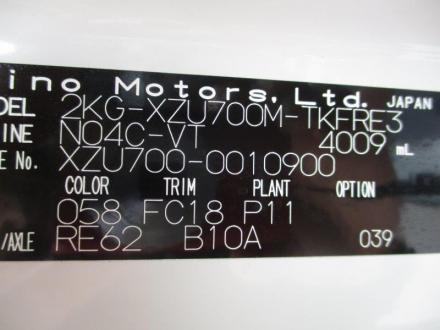 ino Motors, Ltd. JAPAN
DEL 2KG-XZU700M-TKFRE3
INE N04C-VT 4009 mL
E No. XZU700-0010900
COLOR TRIM PLANT OPTION
058 FC18 P11
/AXLE RE62 B10A 039